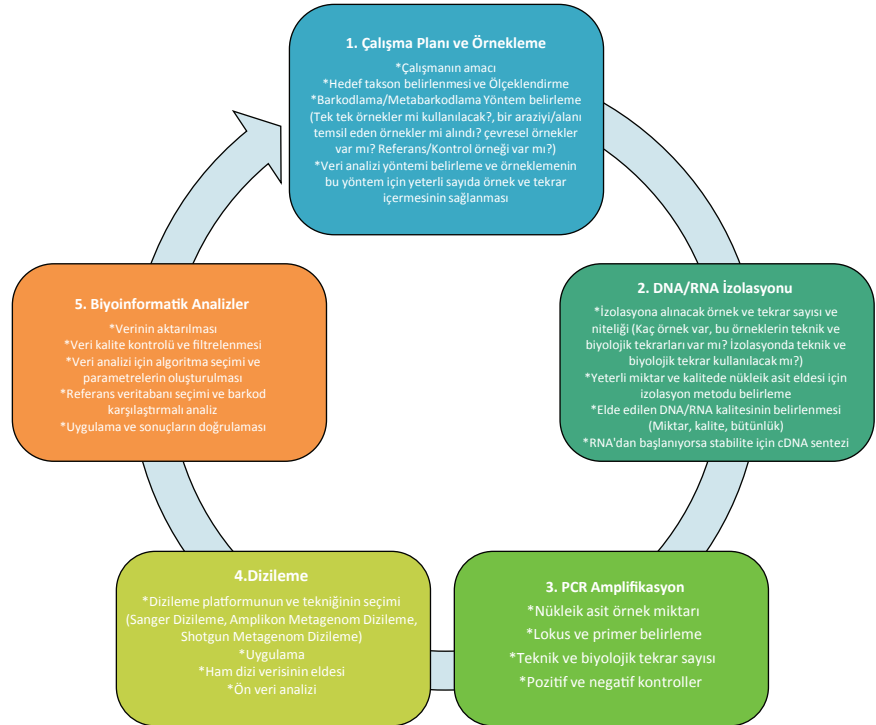 1. Çalışma Planı ve Örnekleme
*Çalışmanın amacı
*Hedef takson belirlenmesi ve Ölçeklendirme
*Barkodlama/Metabarkodlama Yöntem belirleme
(Tek tek örnekler mi kullanılacak?, bir araziyi/alanı
temsil eden örnekler mi alındı? çevresel örnekler
var mı? Referans/Kontrol örneği var mı?)
*Veri analizi yöntemi belirleme ve örneklemenin
bu yöntem için yeterli sayıda örnek ve tekrar
içermesinin sağlanması
2. DNA/RNA İzolasyonu
*İzolasyona alınacak örnek ve tekrar sayısı ve
niteliği (Kaç örnek var, bu örneklerin teknik ve
biyolojik tekrarları var mı? İzolasyonda teknik ve
biyolojik tekrar kullanılacak mı?)
*Yeterli miktar ve kalitede nükleik asit eldesi için
izolasyon metodu belirleme
*Elde edilen DNA/RNA kalitesinin belirlenmesi
(Miktar, kalite, bütünlük)
*RNA'dan başlanıyorsa stabilite için cDNA sentezi
3. PCR Amplifikasyon
*Nükleik asit örnek miktarı
*Lokus ve primer belirleme
*Teknik ve biyolojik tekrar sayısı
*Pozitif ve negatif kontroller
4.Dizileme
*Dizileme platformunun ve tekniğinin seçimi
(Sanger Dizileme, Amplikon Metagenom Dizileme,
Shotgun Metagenom Dizileme)
*Uygulama
*Ham dizi verisinin eldesi
*Ön veri analizi
5. Biyoinformatik Analizler
*Verinin aktarılması
*Veri kalite kontrolü ve filtrelenmesi
*Veri analizi için algoritma seçimi ve
parametrelerin oluşturulması
*Referans veritabanı seçimi ve barkod
karşılaştırmalı analiz
*Uygulama ve sonuçların doğrulaması